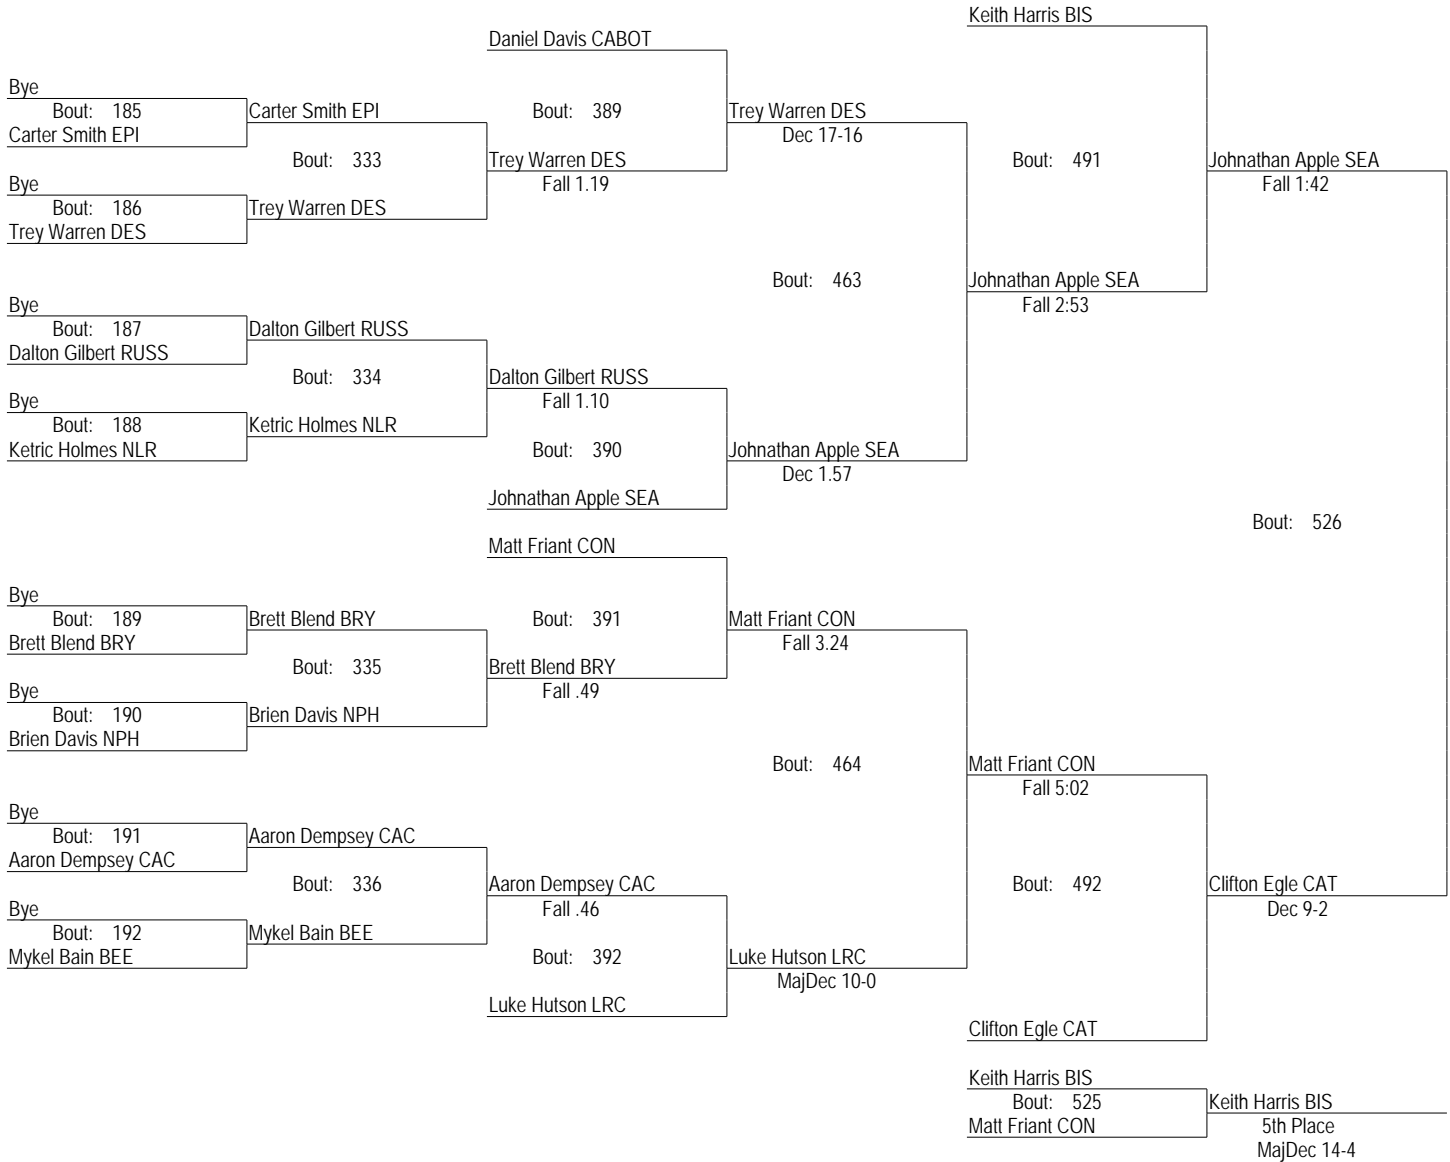 Keith Harris BIS
Daniel Davis CABOT
Bye
Bout: 185
Carter Smith EPI
Carter Smith EPI
Bout: 389
Trey Warren DES
Dec 17-16
Bout: 333
Trey Warren DES
Fall 1.19
Bout: 491
Johnathan Apple SEA
Fall 1:42
Bye
Bout: 186
Trey Warren DES
Trey Warren DES
Bout: 463
Johnathan Apple SEA
Fall 2:53
Bye
Bout: 187
Dalton Gilbert RUSS
Dalton Gilbert RUSS
Bout: 334
Dalton Gilbert RUSS
Fall 1.10
Bye
Bout: 188
Ketric Holmes NLR
Ketric Holmes NLR
Bout: 390
Johnathan Apple SEA
Dec 1.57
Johnathan Apple SEA
Bout: 526
Matt Friant CON
Bye
Bout: 189
Brett Blend BRY
Brett Blend BRY
Bout: 391
Matt Friant CON
Fall 3.24
Bout: 335
Brett Blend BRY
Fall .49
Bye
Bout: 190
Brien Davis NPH
Brien Davis NPH
Bout: 464
Matt Friant CON
Fall 5:02
Bye
Bout: 191
Aaron Dempsey CAC
Aaron Dempsey CAC
Bout: 336
Aaron Dempsey CAC
Fall .46
Bout: 492
Clifton Egle CAT
Dec 9-2
Bye
Bout: 192
Mykel Bain BEE
Mykel Bain BEE
Bout: 392
Luke Hutson LRC
MajDec 10-0
Luke Hutson LRC
Clifton Egle CAT
Keith Harris BIS
Bout: 525
Matt Friant CON
Keith Harris BIS
5th Place
MajDec 14-4